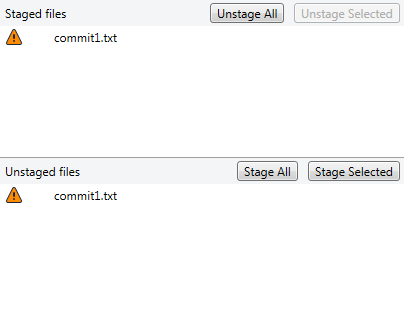 Staged files Unstage All Unstage Selected
commit1.txt
Unstaged files Stage All Stage Selected
commit1.txt